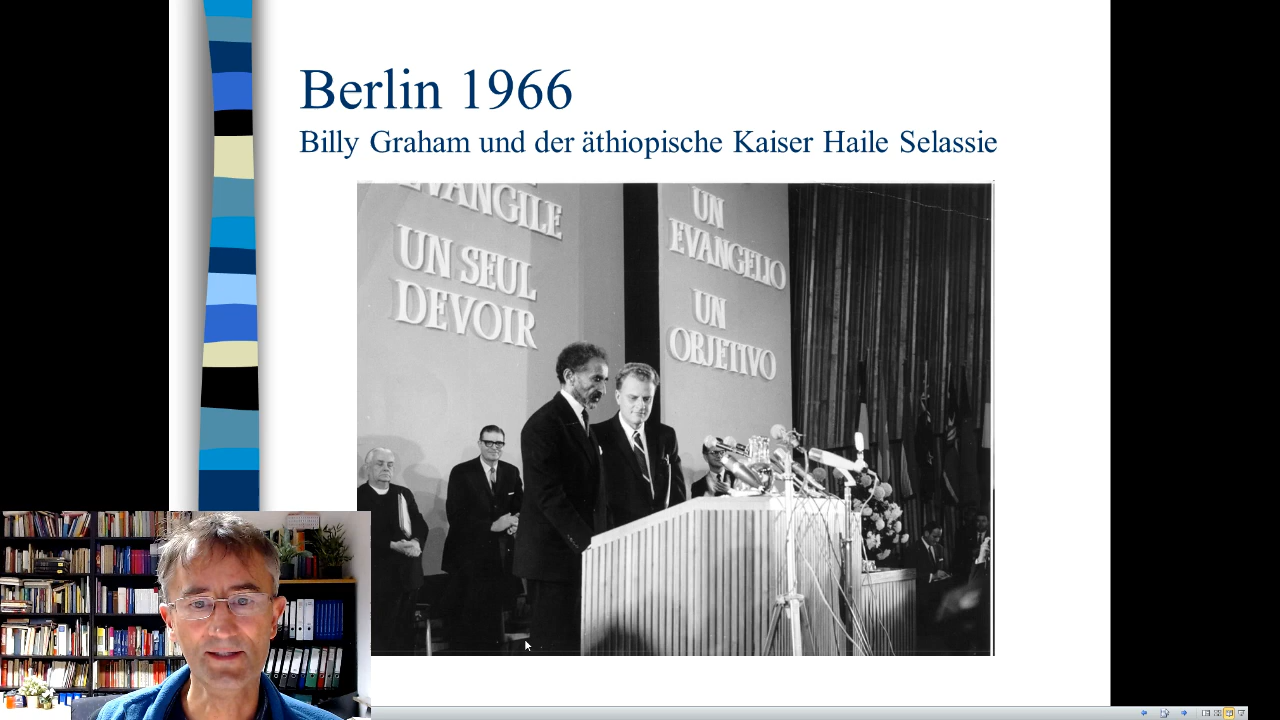 Berlin 1966
Billy Graham und der äthiopische Kaiser Haile Selassie
EVANGILE
UN SEUL
DEVOIR
UN
EVANGELIO
UN
OBJETIVO